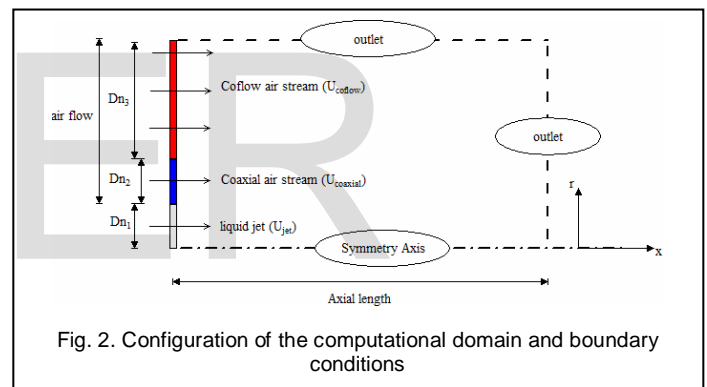 outlet
Coflow air stream (Ucoflow)
Dn3
air flow
outlet
Dn2
Coaxial air stream (Ucoaxial)
r
Dn1
liquid jet (Ujet)
Symmetry Axis
x
Axial length
Fig. 2. Configuration of the computational domain and boundary
conditions
ER